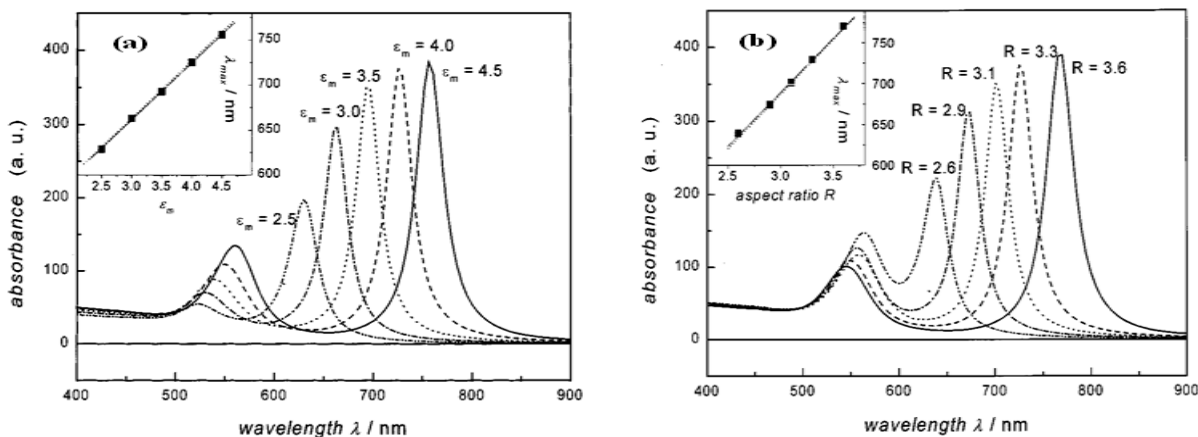 (a)
400
300
200
100
0
absorbance (a. u.)
400 500 600 700 800 900
wavelength λ / nm
2.5 3.0 3.5 4.0 4.5
εm
750
700
650
600
λmax / nm
εm = 4.0
εm = 4.5
εm = 3.5
εm = 3.0
εm = 2.5
(b)
400
300
200
100
0
absorbance (a. u.)
400 500 600 700 800 900
wavelength λ / nm
2.5 3.0 3.5
aspect ratio R
750
700
650
600
λmax / nm
R = 3.3
R = 3.6
R = 3.1
R = 2.9
R = 2.6